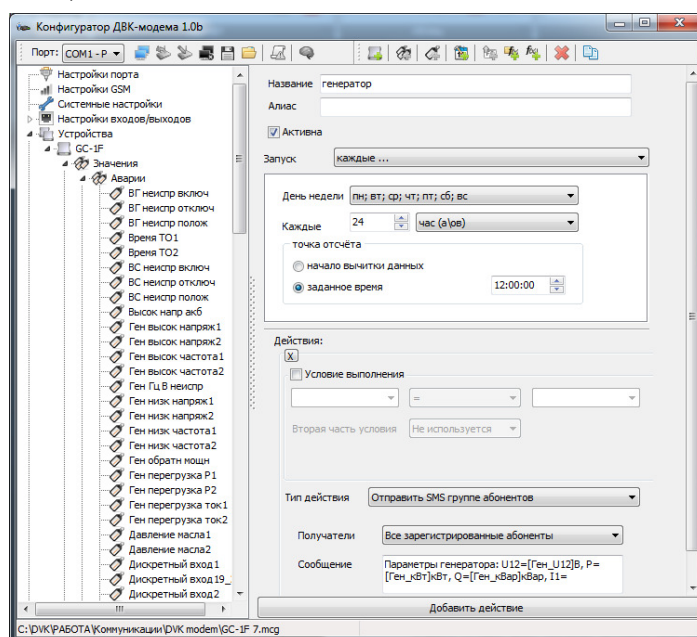 Конфигуратор ДВК-модема 1.0b
Порт: COM1 - P
Настройки порта
Настройки GSM
Системные настройки
Настройки входов/выходов
Устройства
GC-1F
Значения
Аварии
ВГ неиспр включ
ВГ неиспр отключ
ВГ неиспр полож
Время ТО1
Время ТО2
ВС неиспр включ
ВС неиспр отключ
ВС неиспр полож
Высок напр акб
Ген высок напряж1
Ген высок напряж2
Ген высок частота1
Ген высок частота2
Ген Гц В неиспр
Ген низк напряж1
Ген низк напряж2
Ген низк частота1
Ген низк частота2
Ген обратн мощн
Ген перегрузка Р1
Ген перегрузка Р2
Ген перегрузка ток1
Ген перегрузка ток2
Давление масла1
Давление масла2
Дискретный вход1
Дискретный вход19_
Дискретный вход2
Название генератор
Алиас
Активна
Запуск каждые ...
День недели пн; вт; ср; чт; пт; сб; вс
Каждые 24 час (а\ов)
точка отсчёта
начало вычитки данных
заданное время 12:00:00
Действия:
X
Условие выполнения
=
Вторая часть условия Не используется
Тип действия Отправить SMS группе абонентов
Получатели Все зарегистрированные абоненты
Сообщение Параметры генератора: U12=[Ген_U12]В, P=
[Ген_кВт]кВт, Q=[Ген_кВар]кВар, I1=
Добавить действие
C:\DVK\РАБОТА\Коммуникации\DVK modem\GC-1F 7.mcg